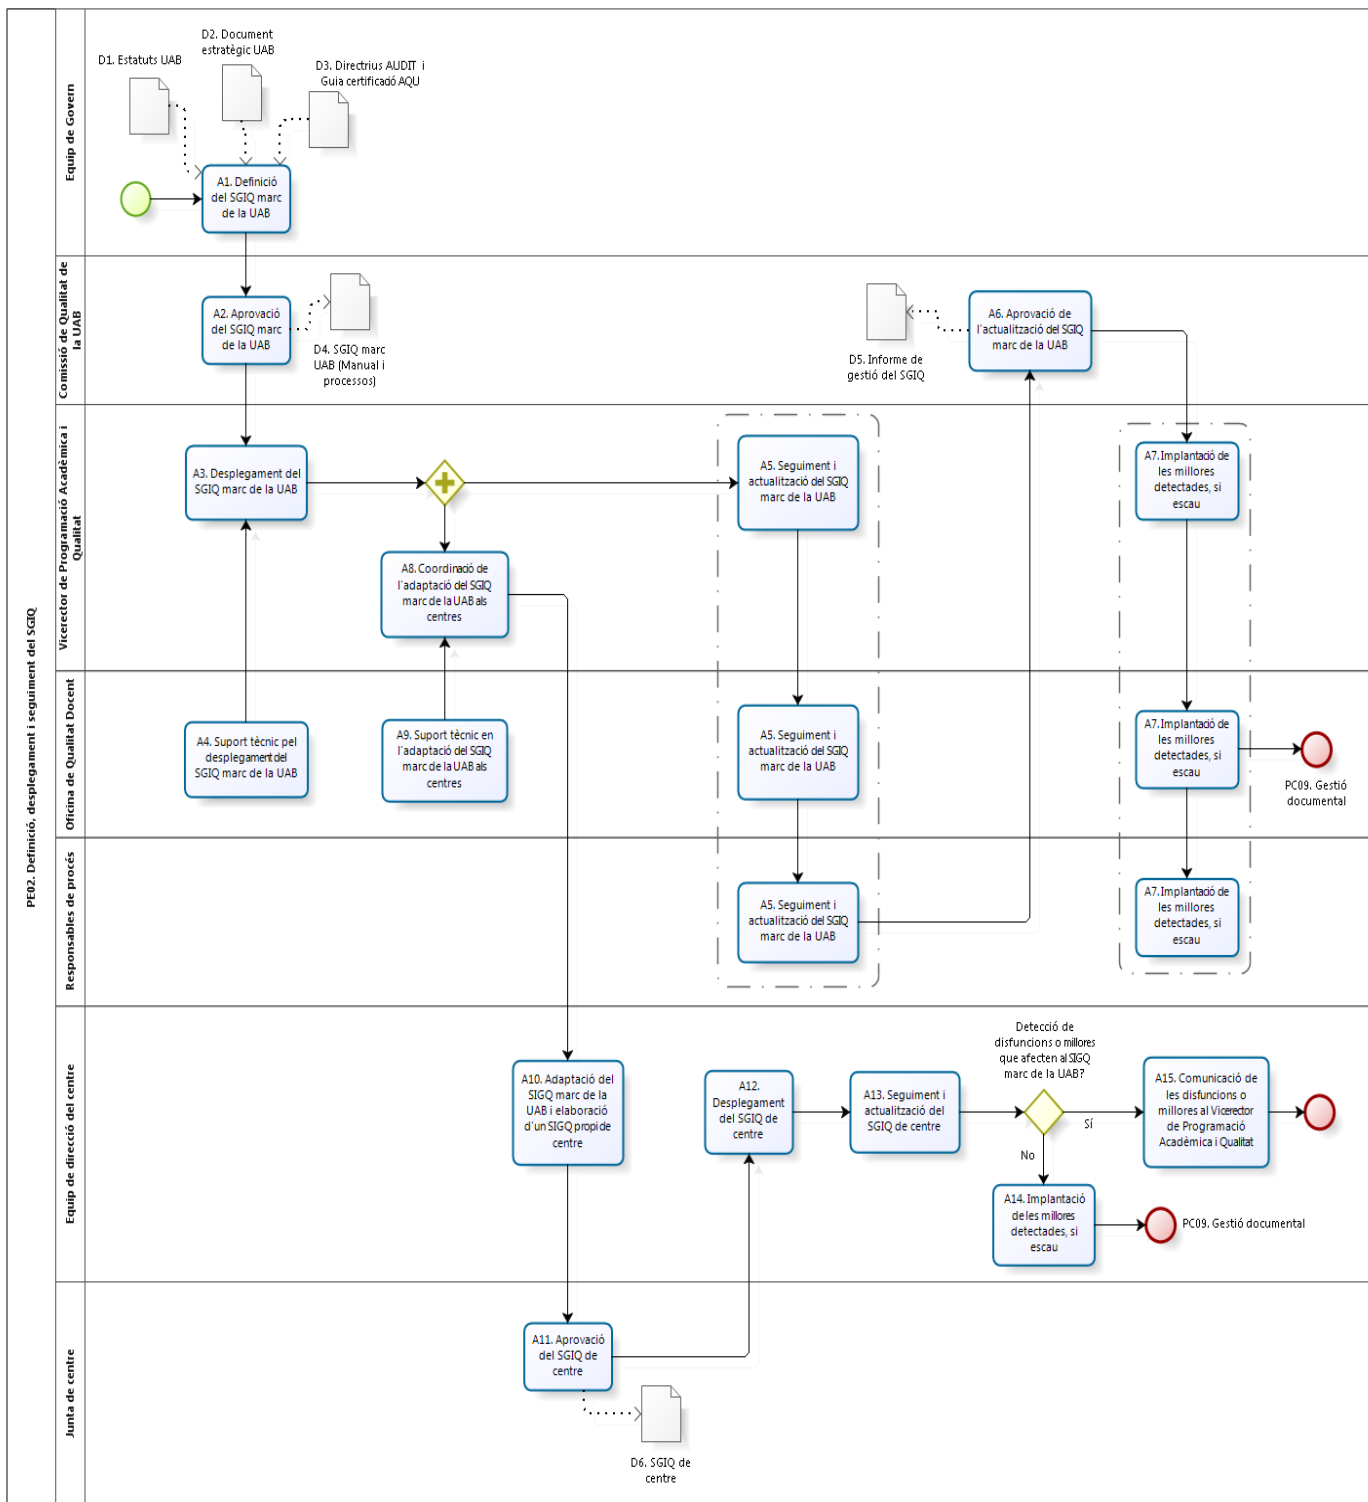 PE02. Definició, desplegament i seguiment del SGIQ
Equip de Govern
D1. Estatuts UAB
D2. Document
estratègic UAB
D3. Directrius AUDIT i
Guia certificació AQU
A1. Definició
del SGIQ marc
de la UAB
Comissió de Qualitat de
la UAB
A2. Aprovació
del SGIQ marc
de la UAB
D4. SGIQ marc
UAB (Manual i
processos)
D5. Informe de
gestió del SGIQ
A6. Aprovació de
l'actualització del SGIQ
marc de la UAB
Vicerector de Programació Acadèmica i
Qualitat
A3. Desplegament del
SGIQ marc de la UAB
A8. Coordinació de
l'adaptació del SGIQ
marc de la UAB als
centres
A5. Seguiment i
actualització del SGIQ
marc de la UAB
A7. Implantació de
les millores
detectades, si
escau
Oficina de Qualitat Docent
A4. Suport tècnic pel
desplegament del
SGIQ marc de la UAB
A9. Suport tècnic en
l'adaptació del SGIQ
marc de la UAB als
centres
A5. Seguiment i
actualització del SGIQ
marc de la UAB
A7. Implantació de
les millores
detectades, si
escau
PC09. Gestió
documental
Responsables de procés
A5. Seguiment i
actualització del SGIQ
marc de la UAB
A7. Implantació de
les millores
detectades, si
escau
Equip de direcció del centre
A10. Adaptació del
SIGQ marc de la
UAB i elaboració
d'un SIGQ propi de
centre
A12.
Desplegament
del SGIQ de
centre
A13. Seguiment i
actualització del
SGIQ de centre
Detecció de
disfuncions o millores
que afecten al SIGQ
marc de la UAB?
Sí
No
A15. Comunicació de
les disfuncions o
millores al Vicerector
de Programació
Acadèmica i Qualitat
A14. Implantació
de les millores
detectades, si
escau
PC09. Gestió documental
Junta de centre
A11. Aprovació
del SGIQ de
centre
D6. SGIQ de
centre